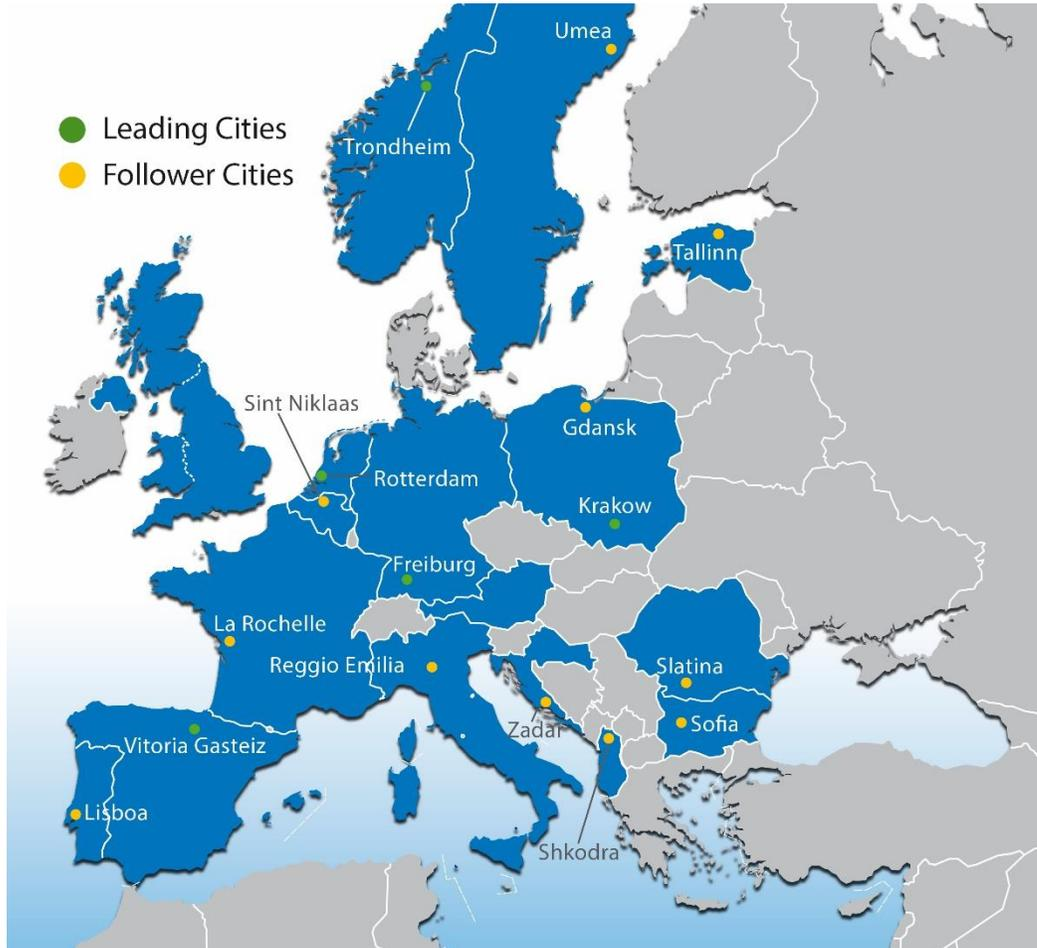 Umea
Leading Cities
Trondheim
Follower Cities
Tallinn
Sint Niklaas
Gdansk
Rotterdam
Krakow
Freiburg
La Rochelle
Reggio Emilia
Slatina
Zadar
Sofia
Vitoria Gasteiz
Lisboa
Shkodra